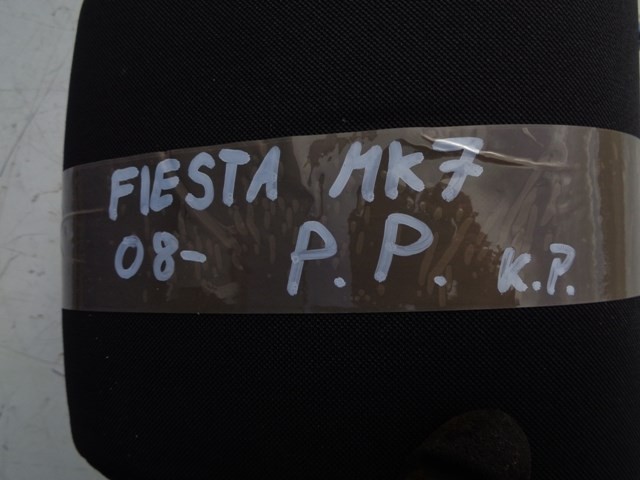 FIESTA MK7
08- P.P. K.P.